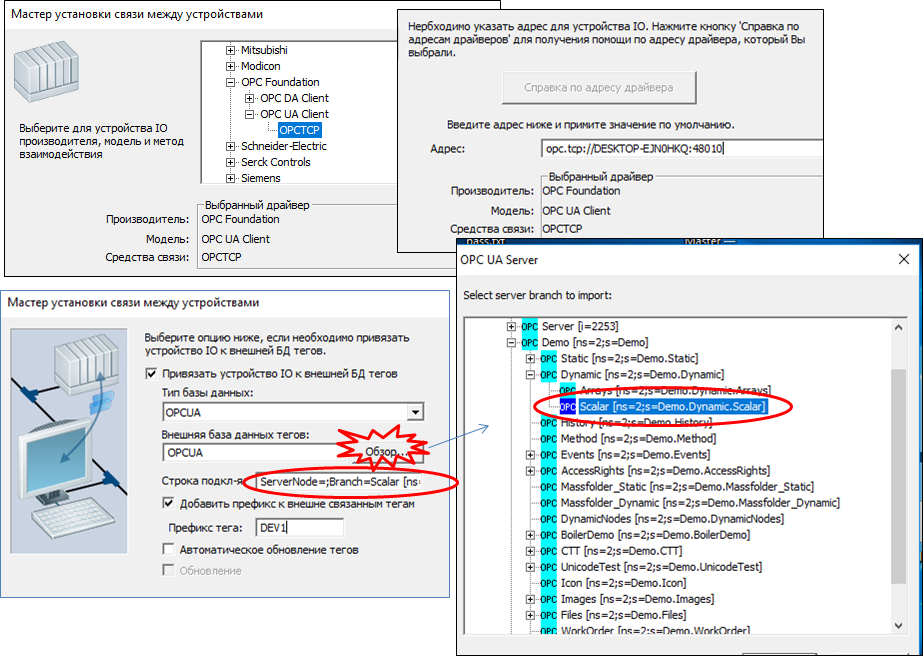 Мастер установки связи между устройствами
Mitsubishi
Modicon
OPC Foundation
OPC DA Client
OPC UA Client
OPCTCP
Schneider-Electric
Serck Controls
Siemens
Выберите для устройства IO
производителя, модель и метод
взаимодействия
Выбранный драйвер
Производитель: OPC Foundation
Модель: OPC UA Client
Средства связи: OPCTCP
Нербходимо указать адрес для устройства IO. Нажмите кнопку 'Справка по
адресам драйверов' для получения помощи по адресу драйвера, который Вы
выбрали.
Справка по адресу драйвера
Введите адрес ниже и примите значение по умолчанию.
Адрес: opc.tcp://DESKTOP-EJN0HKQ:48010
Выбранный драйвер
Производитель: OPC Foundation
Модель: OPC UA Client
Средства связи: OPCTCP
pass.txt
Master —
Мастер установки связи между устройствами
Выберите опцию ниже, если необходимо привязать
устройство IO к внешней БД тегов.
Привязать устройство IO к внешней БД тегов
Тип базы данных:
OPCUA
Внешняя база данных тегов:
OPCUA
Обзор...
Строка подкл-я: ServerNode=;Branch=Scalar [ns
Добавить префикс к внешне связанным тегам
Префикс тега: DEV1
Автоматическое обновление тегов
Обновление
OPC UA Server
Select server branch to import:
OPC Server [i=2253]
OPC Demo [ns=2;s=Demo]
OPC Static [ns=2;s=Demo.Static]
OPC Dynamic [ns=2;s=Demo.Dynamic]
OPC Arrays [ns=2;s=Demo.Dynamic.Arrays]
OPC Scalar [ns=2;s=Demo.Dynamic.Scalar]
OPC History [ns=2;s=Demo.History]
OPC Method [ns=2;s=Demo.Method]
OPC Events [ns=2;s=Demo.Events]
OPC AccessRights [ns=2;s=Demo.AccessRights]
OPC Massfolder_Static [ns=2;s=Demo.Massfolder_Static]
OPC Massfolder_Dynamic [ns=2;s=Demo.Massfolder_Dynamic]
OPC DynamicNodes [ns=2;s=Demo.DynamicNodes]
OPC BoilerDemo [ns=2;s=Demo.BoilerDemo]
OPC CTT [ns=2;s=Demo.CTT]
OPC UnicodeTest [ns=2;s=Demo.UnicodeTest]
OPC Icon [ns=2;s=Demo.Icon]
OPC Images [ns=2;s=Demo.Images]
OPC Files [ns=2;s=Demo.Files]
OPC WorkOrder [ns=2;s=Demo.WorkOrder]